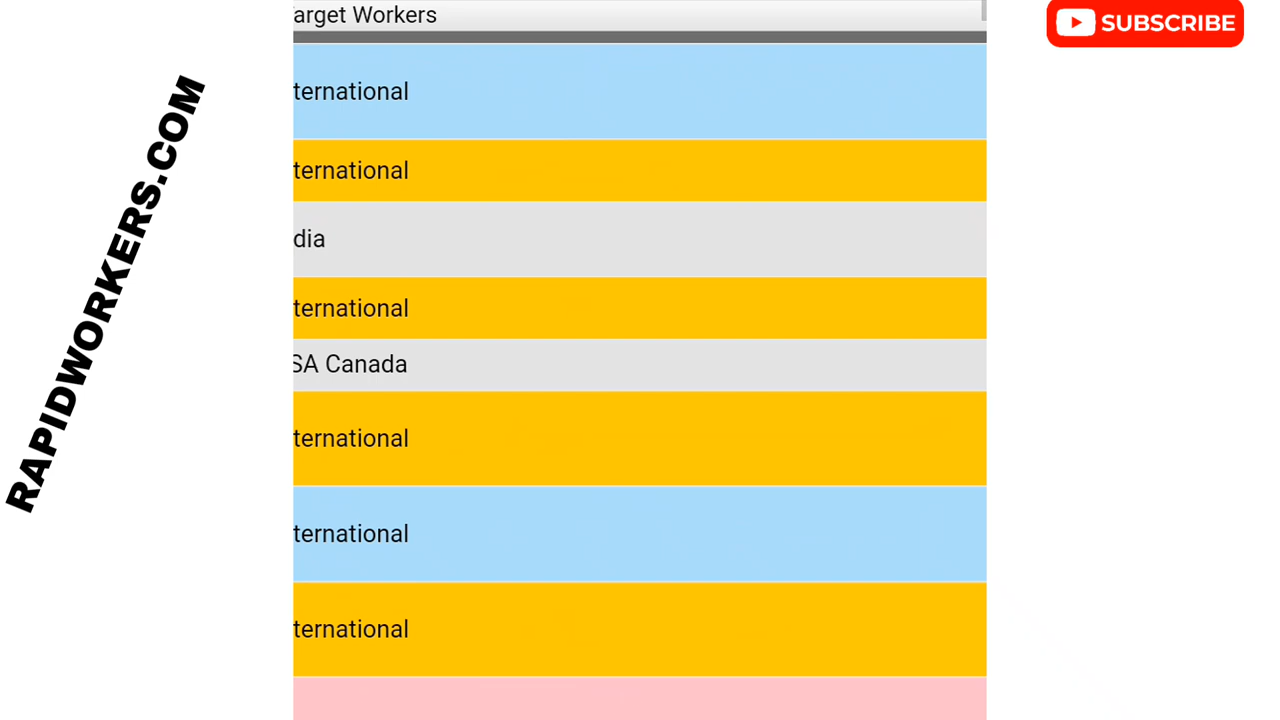 arget Workers
SUBSCRIBE
RAPIDWORKERS.COM
ternational
ternational
dia
ternational
SA Canada
ternational
ternational
ternational